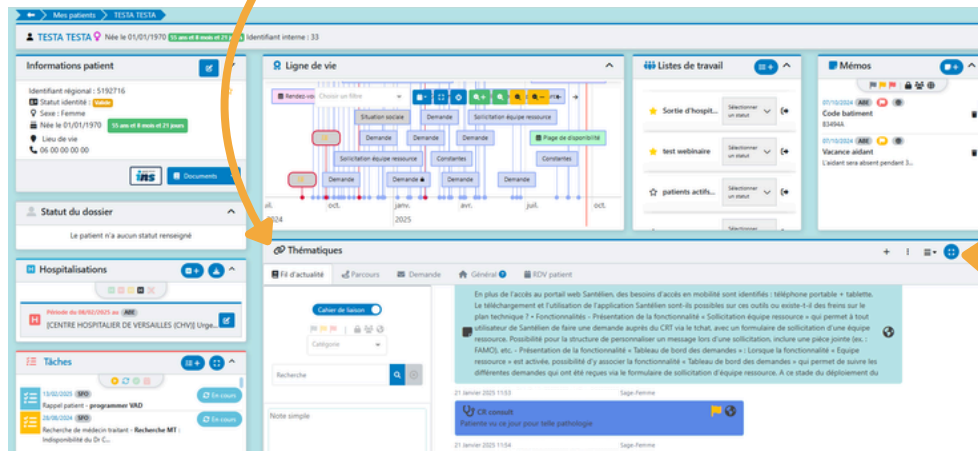 Mes patients
TESTA TESTA
TESTA TESTA Née le 01/01/1970 55 ans et 8 mois et 21 jours Identifiant interne : 33
Informations patient
Identifiant régional : 5192716
Statut identité : Valide
Sexe : Femme
Née le 01/01/1970 55 ans et 8 mois et 21 jours
Lieu de vie
06 00 00 00 00
ins
Documents
Statut du dossier
Le patient n'a aucun statut renseigné
Hospitalisations
Période du 08/02/2025 au ABE
[CENTRE HOSPITALIER DE VERSAILLES (CHV)] Urge...
Tâches
13/02/2025 SPO
En cours
Rappel patient - programmer VAD
28/08/2024 SPO
En cours
Recherche de médecin traitant - Recherche MT :
Indisponibilité du Dr C...
Ligne de vie
Rendez-vou
Choisir un filtre
Situation sociale
Demande
Sollicitation équipe ressource
Demande
Demande
Demande
Plage de disponibilité
Sollicitation équipe ressource
Constantes
Constantes
Demande
Demande
Demande
Demande
oct.
janv.
avr.
juil.
oct.
2024
2025
Listes de travail
Sortie d'hospit...
Sélectionner un statut
test webinaire
Sélectionner un statut
patients actifs...
Sélectionner un statut
Sélectionner
Mémos
07/10/2024 ABE
Code batiment
83494A
07/10/2024 ABE
Vacance aidant
L'aidant sera absent pendant 3...
Thématiques
Fil d'actualité
Parcours
Demande
Général
RDV patient
Cahier de liaison
Catégorie
Recherche
Note simple
En plus de l'accès au portail web Santélien, des besoins d'accès en mobilité sont identifiés : téléphone portable + tablette.
Le téléchargement et l'utilisation de l'application Santélien sont-ils possibles sur ces outils ou existe-t-il des freins sur le
plan technique ? • Fonctionnalités - Présentation de la fonctionnalité « Sollicitation équipe ressource » qui permet à tout
utilisateur de Santélien de faire une demande auprès du CRT via le tchat, avec un formulaire de sollicitation d'une équipe
ressource. Possibilité pour la structure de personnaliser un message lors d'une sollicitation, inclure une pièce jointe (ex. :
FAMO), etc. - Présentation de la fonctionnalité « Tableau de bord des demandes » : Lorsque la fonctionnalité « Equipe
ressource » est activée, possibilité d'y associer la fonctionnalité « Tableau de bord des demandes » qui permet de suivre les
différentes demandes qui ont été reçues via le formulaire de sollicitation d'équipe ressource. A ce stade du déploiement du
21 Janvier 2025 11:53
Sage-Femme
CR consult
Patiente vu ce jour pour telle pathologie
21 Janvier 2025 11:54
Sage-Femme